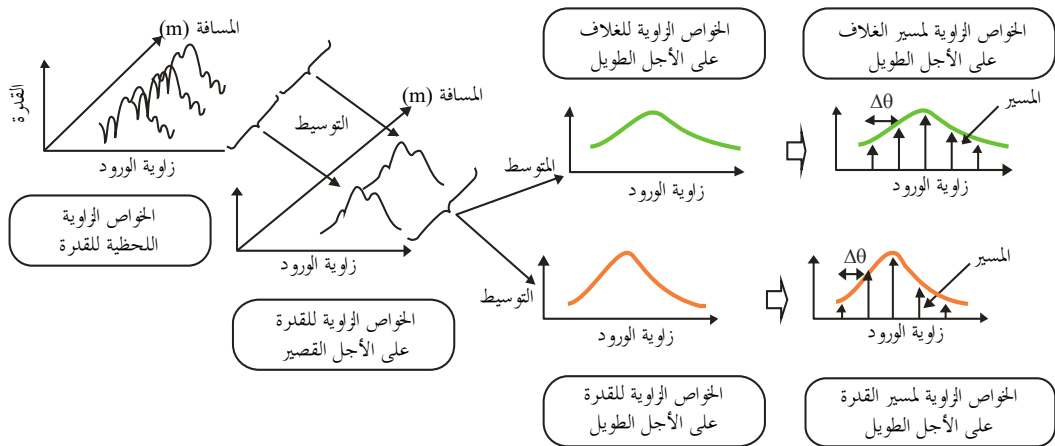 المسافة (m)
القدرة
زاوية الورود
الخواص الزاوية
اللحظية للقدرة
التوسيط
المسافة (m)
زاوية الورود
الخواص الزاوية للقدرة
على الأجل القصير
الخواص الزاوية للغلاف
على الأجل الطويل
المتوسط
زاوية الورود
الخواص الزاوية لمسير الغلاف
على الأجل الطويل
Δθ
المسير
زاوية الورود
التوسيط
زاوية الورود
الخواص الزاوية للقدرة
على الأجل الطويل
Δθ
المسير
زاوية الورود
الخواص الزاوية لمسير القدرة
على الأجل الطويل